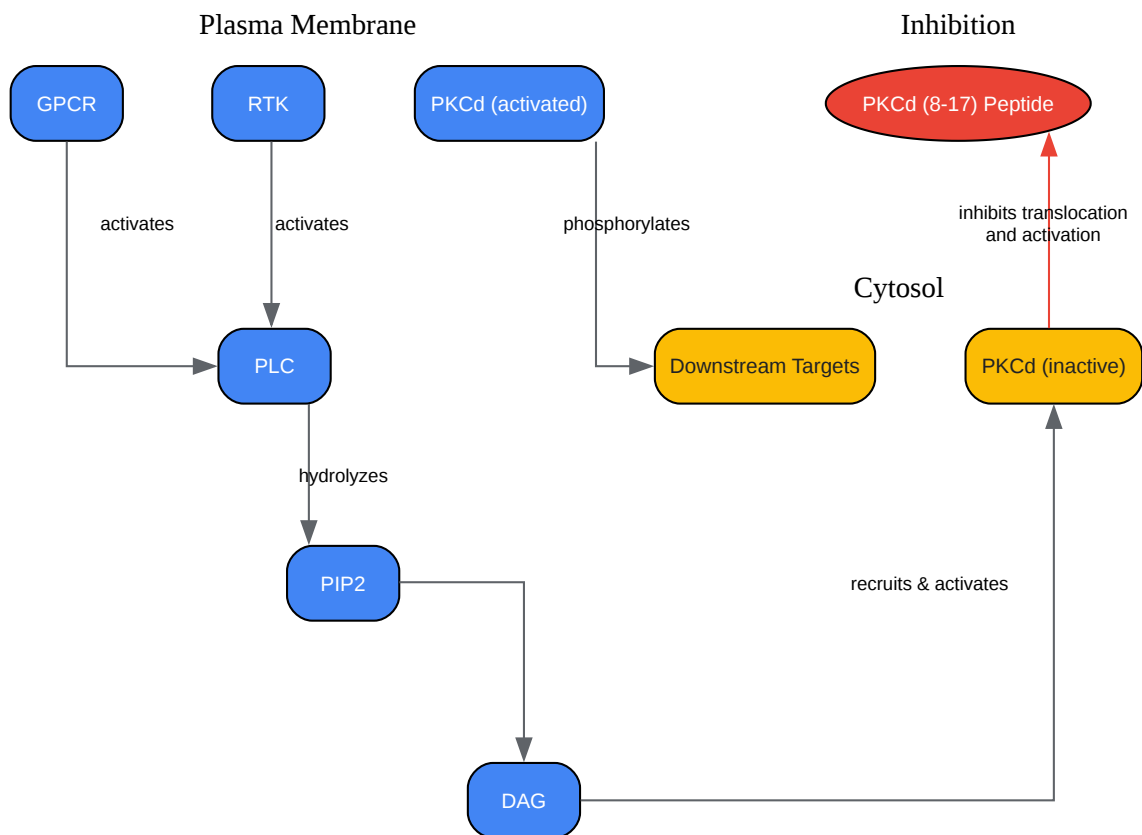 Plasma Membrane
Inhibition
GPCR
RTK
PKCd (activated)
PKCd (8-17) Peptide
activates
activates
phosphorylates
inhibits translocation
and activation
Cytosol
PLC
Downstream Targets
PKCd (inactive)
hydrolyzes
PIP2
recruits & activates
DAG